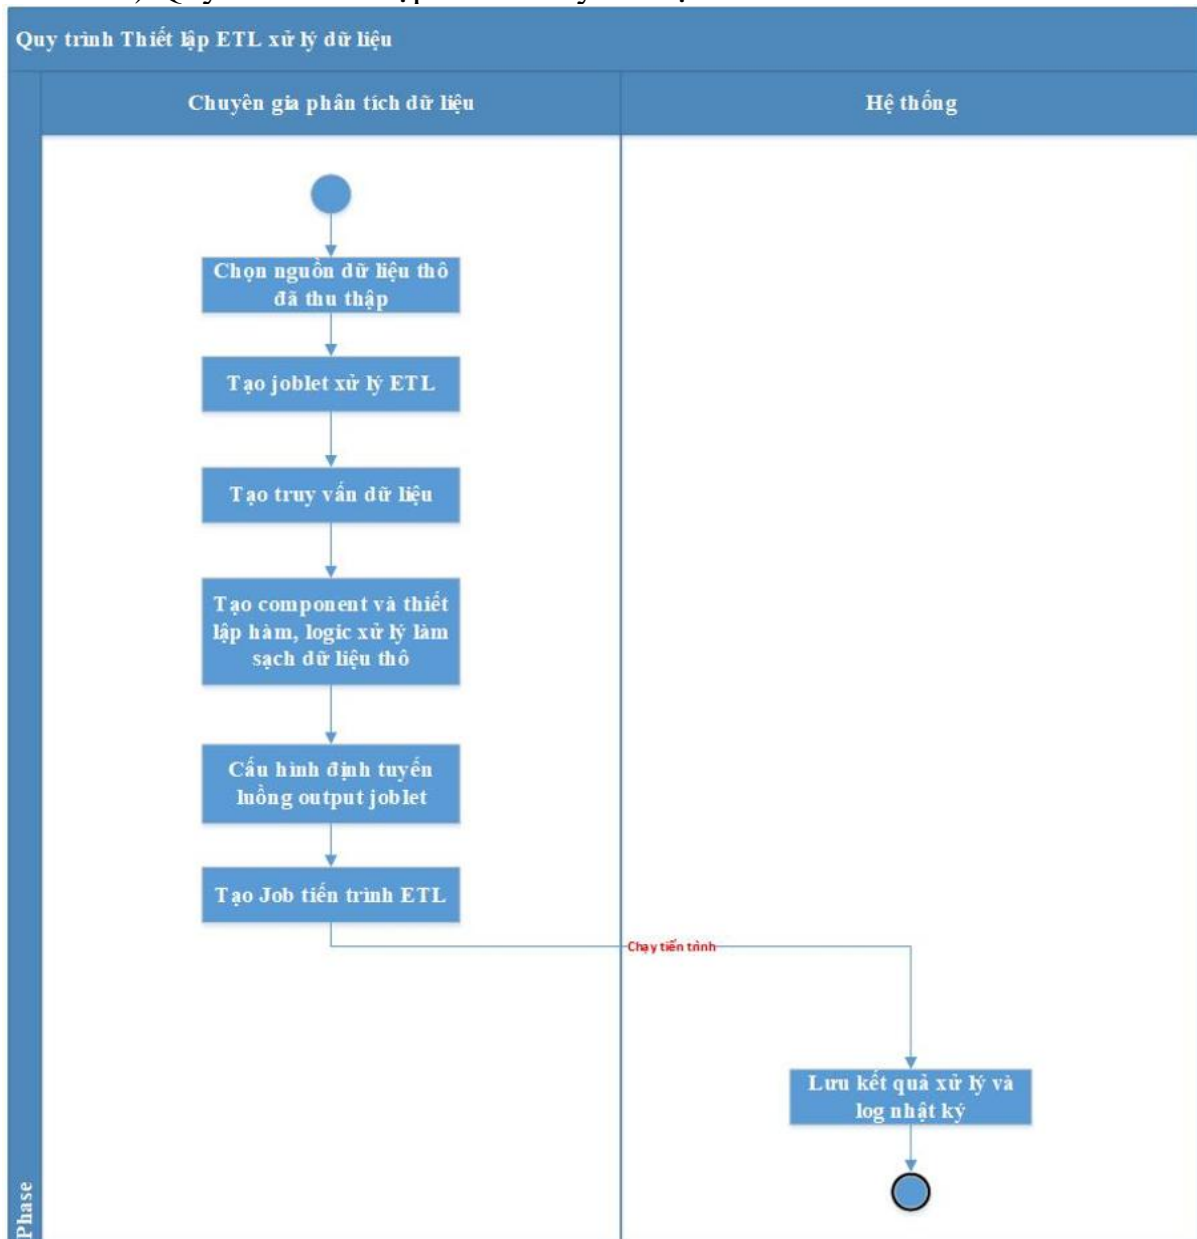 Quy trình Thiết lập ETL xử lý dữ liệu
Chuyên gia phân tích dữ liệu
Hệ thống
Chọn nguồn dữ liệu thô
đã thu thập
Tạo joblet xử lý ETL
Tạo truy vấn dữ liệu
Tạo component và thiết
lập hàm, logic xử lý làm
sạch dữ liệu thô
Cấu hình định tuyến
luồng output joblet
Tạo Job tiến trình ETL
Chạy tiến trình
Lưu kết quả xử lý và
log nhật ký
Phase